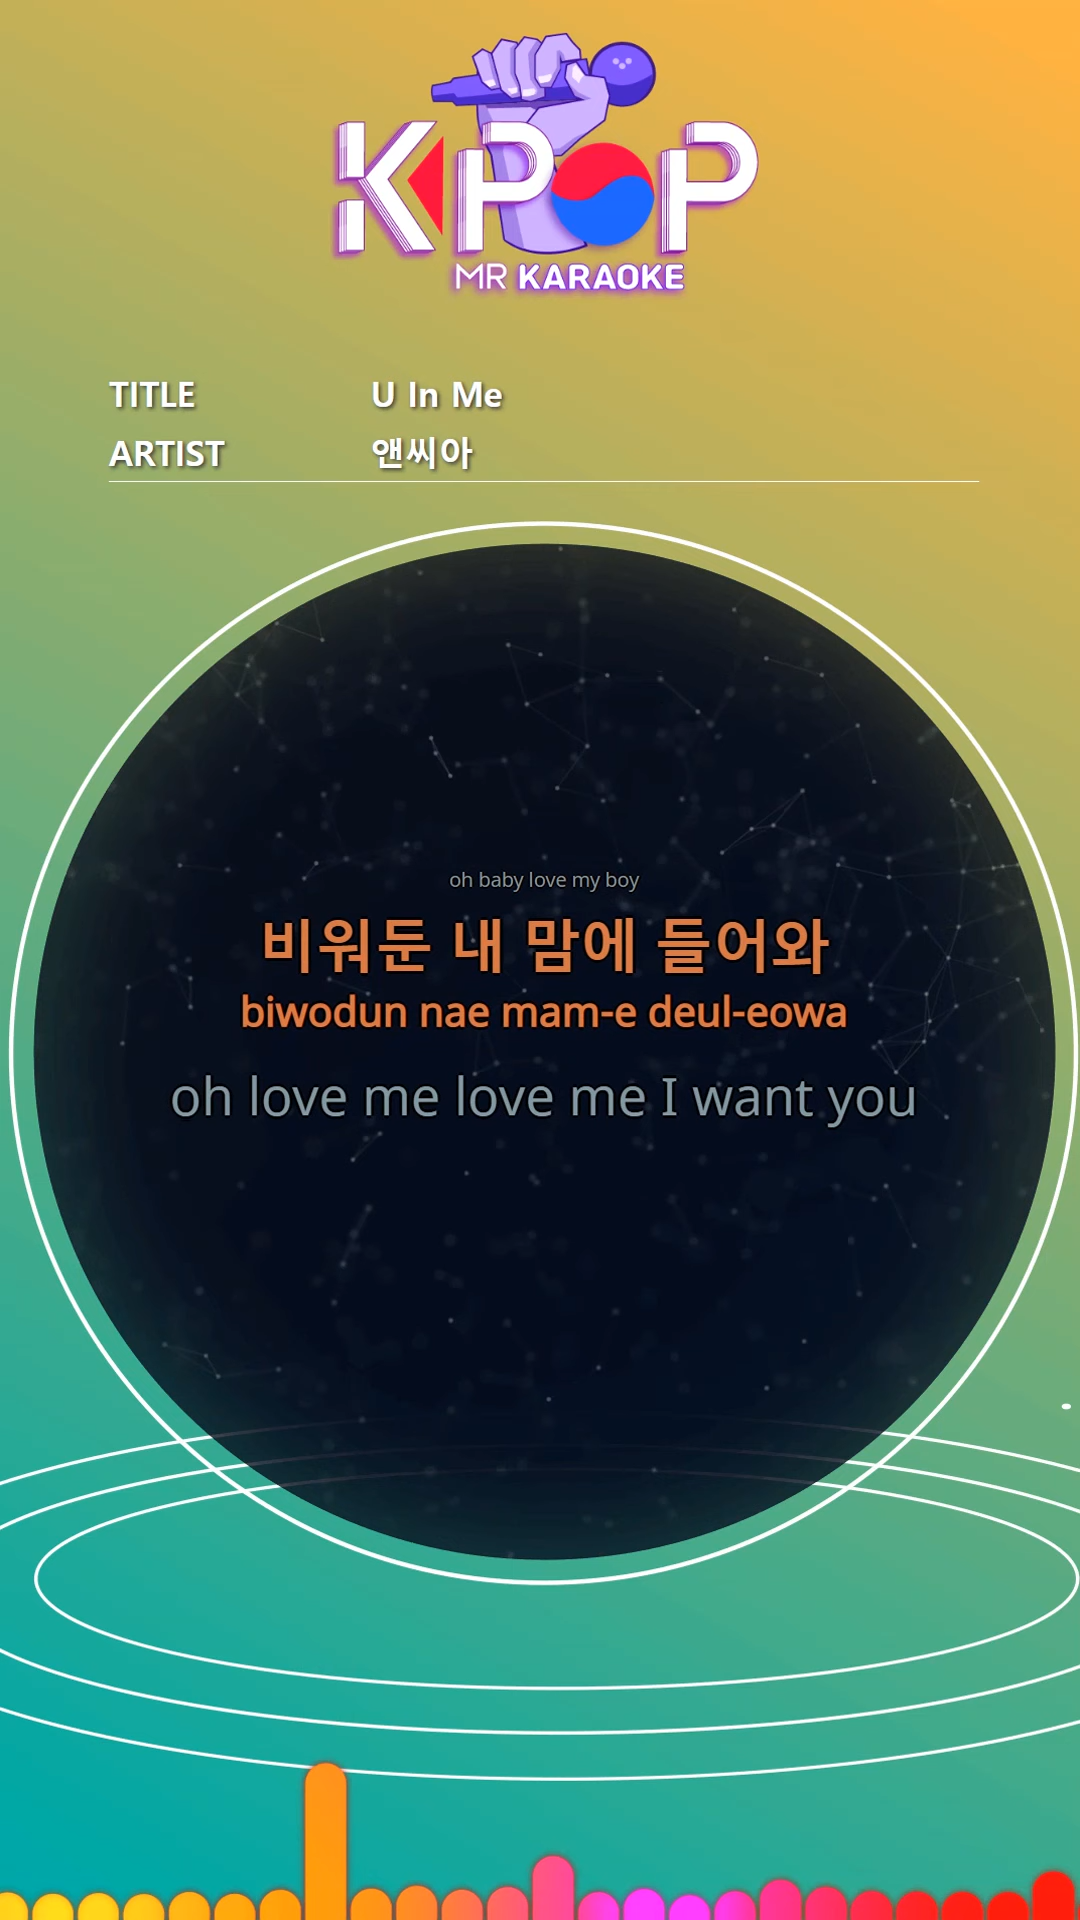 KPOP
MR KARAOKE
TITLE U In Me
ARTIST 앤씨아
oh baby love my boy
비워둔 내 맘에 들어와
biwodun nae mam-e deul-eowa
oh love me love me I want you